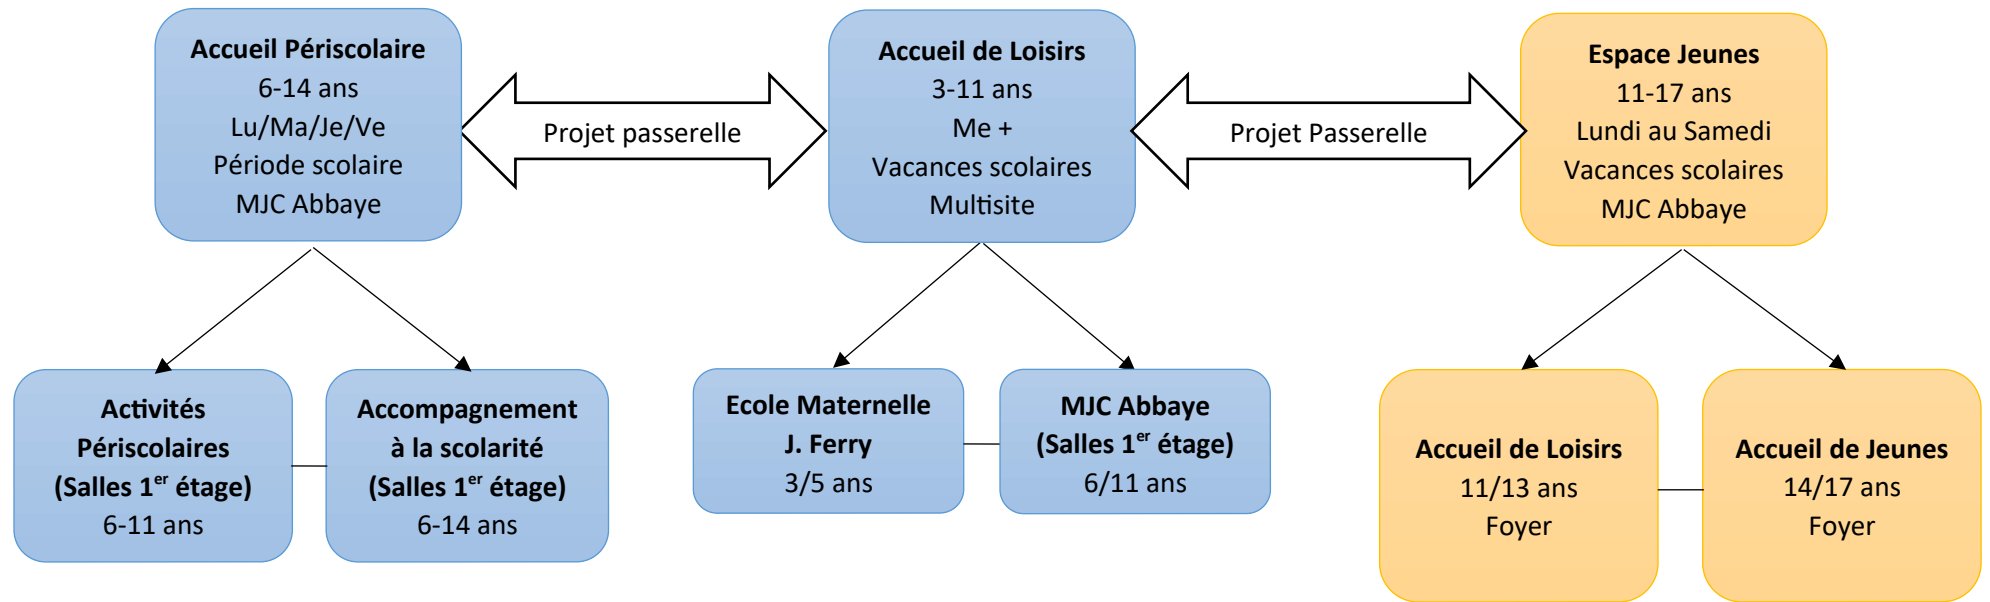 Accueil Périscolaire
6-14 ans
Lu/Ma/Je/Ve
Période scolaire
MJC Abbaye
Projet passerelle
Accueil de Loisirs
3-11 ans
Me +
Vacances scolaires
Multisite
Projet Passerelle
Espace Jeunes
11-17 ans
Lundi au Samedi
Vacances scolaires
MJC Abbaye
Activités
Périscolaires
(Salles 1er étage)
6-11 ans
Accompagnement
à la scolarité
(Salles 1er étage)
6-14 ans
Ecole Maternelle
J. Ferry
3/5 ans
MJC Abbaye
(Salles 1er étage)
6/11 ans
Accueil de Loisirs
11/13 ans
Foyer
Accueil de Jeunes
14/17 ans
Foyer